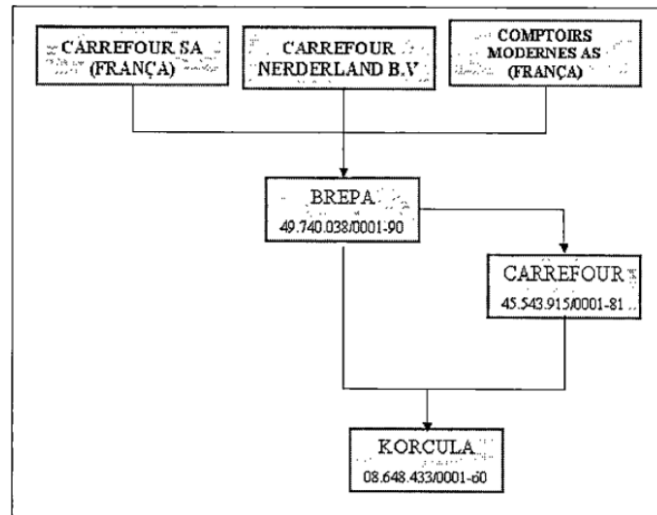 CARREFOUR SA
(FRANÇA)
CARREFOUR
NERDERLAND B.V
COMPTOIRS
MODERNES AS
(FRANÇA)
BREPA
49.740.038/0001-90
CARREFOUR
45.543.915/0001-81
KORCULA
08.648.433/0001-60